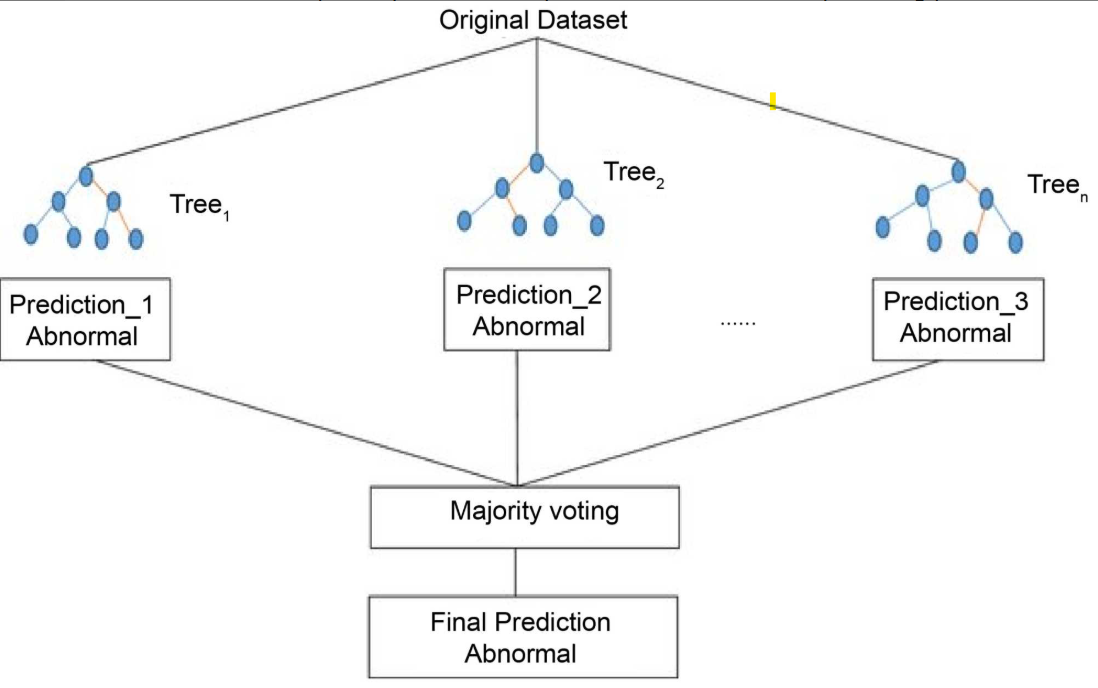 Original Dataset
Tree1
Tree2
Treen
Prediction_1
Abnormal
Prediction_2
Abnormal
......
Prediction_3
Abnormal
Majority voting
Final Prediction
Abnormal